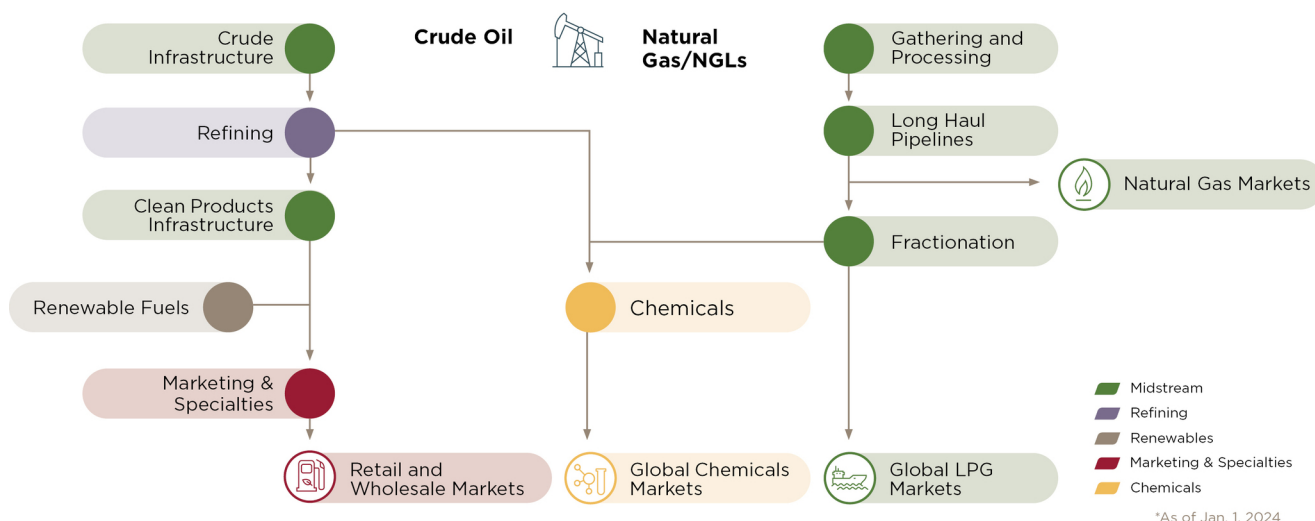 Crude
Infrastructure
Crude Oil
Natural
Gas/NGLs
Gathering and
Processing
Refining
Long Haul
Pipelines
Natural Gas Markets
Clean Products
Infrastructure
Fractionation
Renewable Fuels
Chemicals
Marketing &
Specialties
Retail and
Wholesale Markets
Global Chemicals
Markets
Global LPG
Markets
Midstream
Refining
Renewables
Marketing & Specialties
Chemicals
*As of Jan. 1, 2024